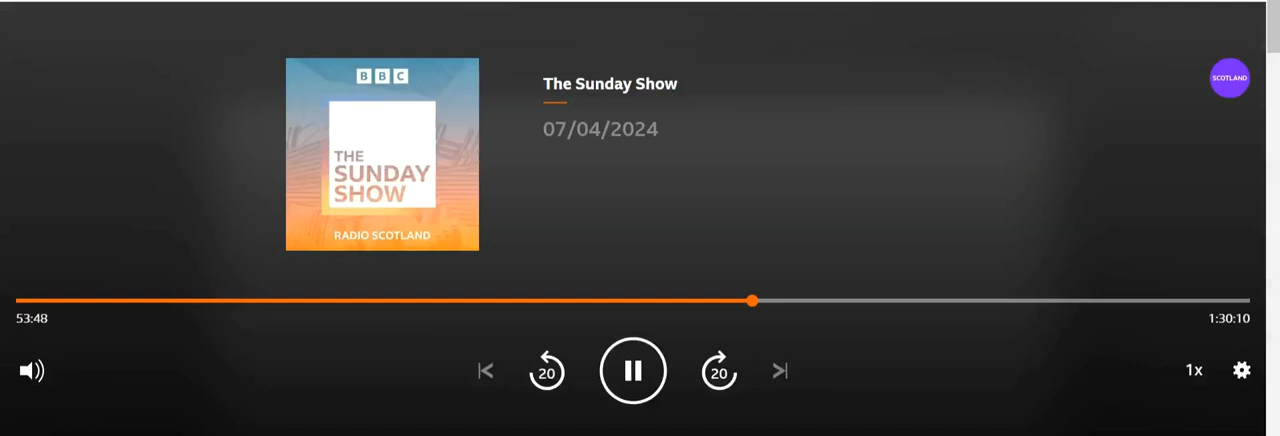 BBC
THE
SUNDAY
SHOW
RADIO SCOTLAND
The Sunday Show
07/04/2024
SCOTLAND
53:48
1:30:10
20
20
1x